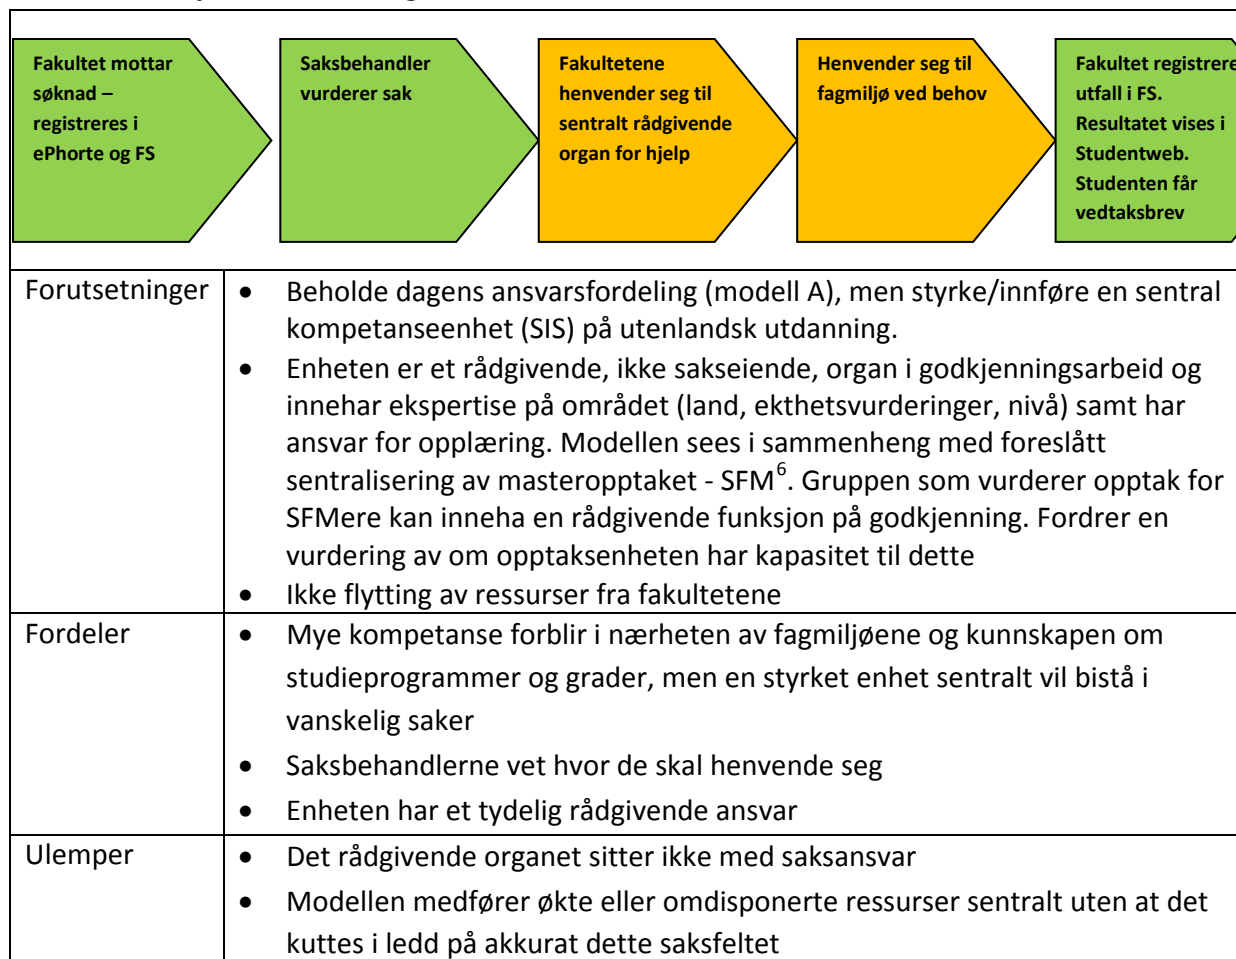 Fakultet mottar
søknad –
registreres i
ePhorte og FS
Saksbehandler
vurderer sak
Fakultetene
henvender seg til
sentralt rådgivende
organ for hjelp
Henvender seg til
fagmiljø ved behov
Fakultet registrere
utfall i FS.
Resultatet vises i
Studentweb.
Studenten får
vedtaksbrev
Forutsetninger
• Beholde dagens ansvarsfordeling (modell A), men styrke/innføre en sentral
kompetanseenhet (SIS) på utenlandsk utdanning.
• Enheten er et rådgivende, ikke sakseiende, organ i godkjenningsarbeid og
innehar ekspertise på området (land, ekthetsvurderinger, nivå) samt har
ansvar for opplæring. Modellen sees i sammenheng med foreslått
sentralisering av masteropptaket - SFM6. Gruppen som vurderer opptak for
SFMere kan inneha en rådgivende funksjon på godkjenning. Fordrer en
vurdering av om opptaksenheten har kapasitet til dette
• Ikke flytting av ressurser fra fakultetene
Fordeler
• Mye kompetanse forblir i nærheten av fagmiljøene og kunnskapen om
studieprogrammer og grader, men en styrket enhet sentralt vil bistå i
vanskelig saker
• Saksbehandlerne vet hvor de skal henvende seg
• Enheten har et tydelig rådgivende ansvar
Ulemper
• Det rådgivende organet sitter ikke med saksansvar
• Modellen medfører økte eller omdisponerte ressurser sentralt uten at det
kuttes i ledd på akkurat dette saksfeltet